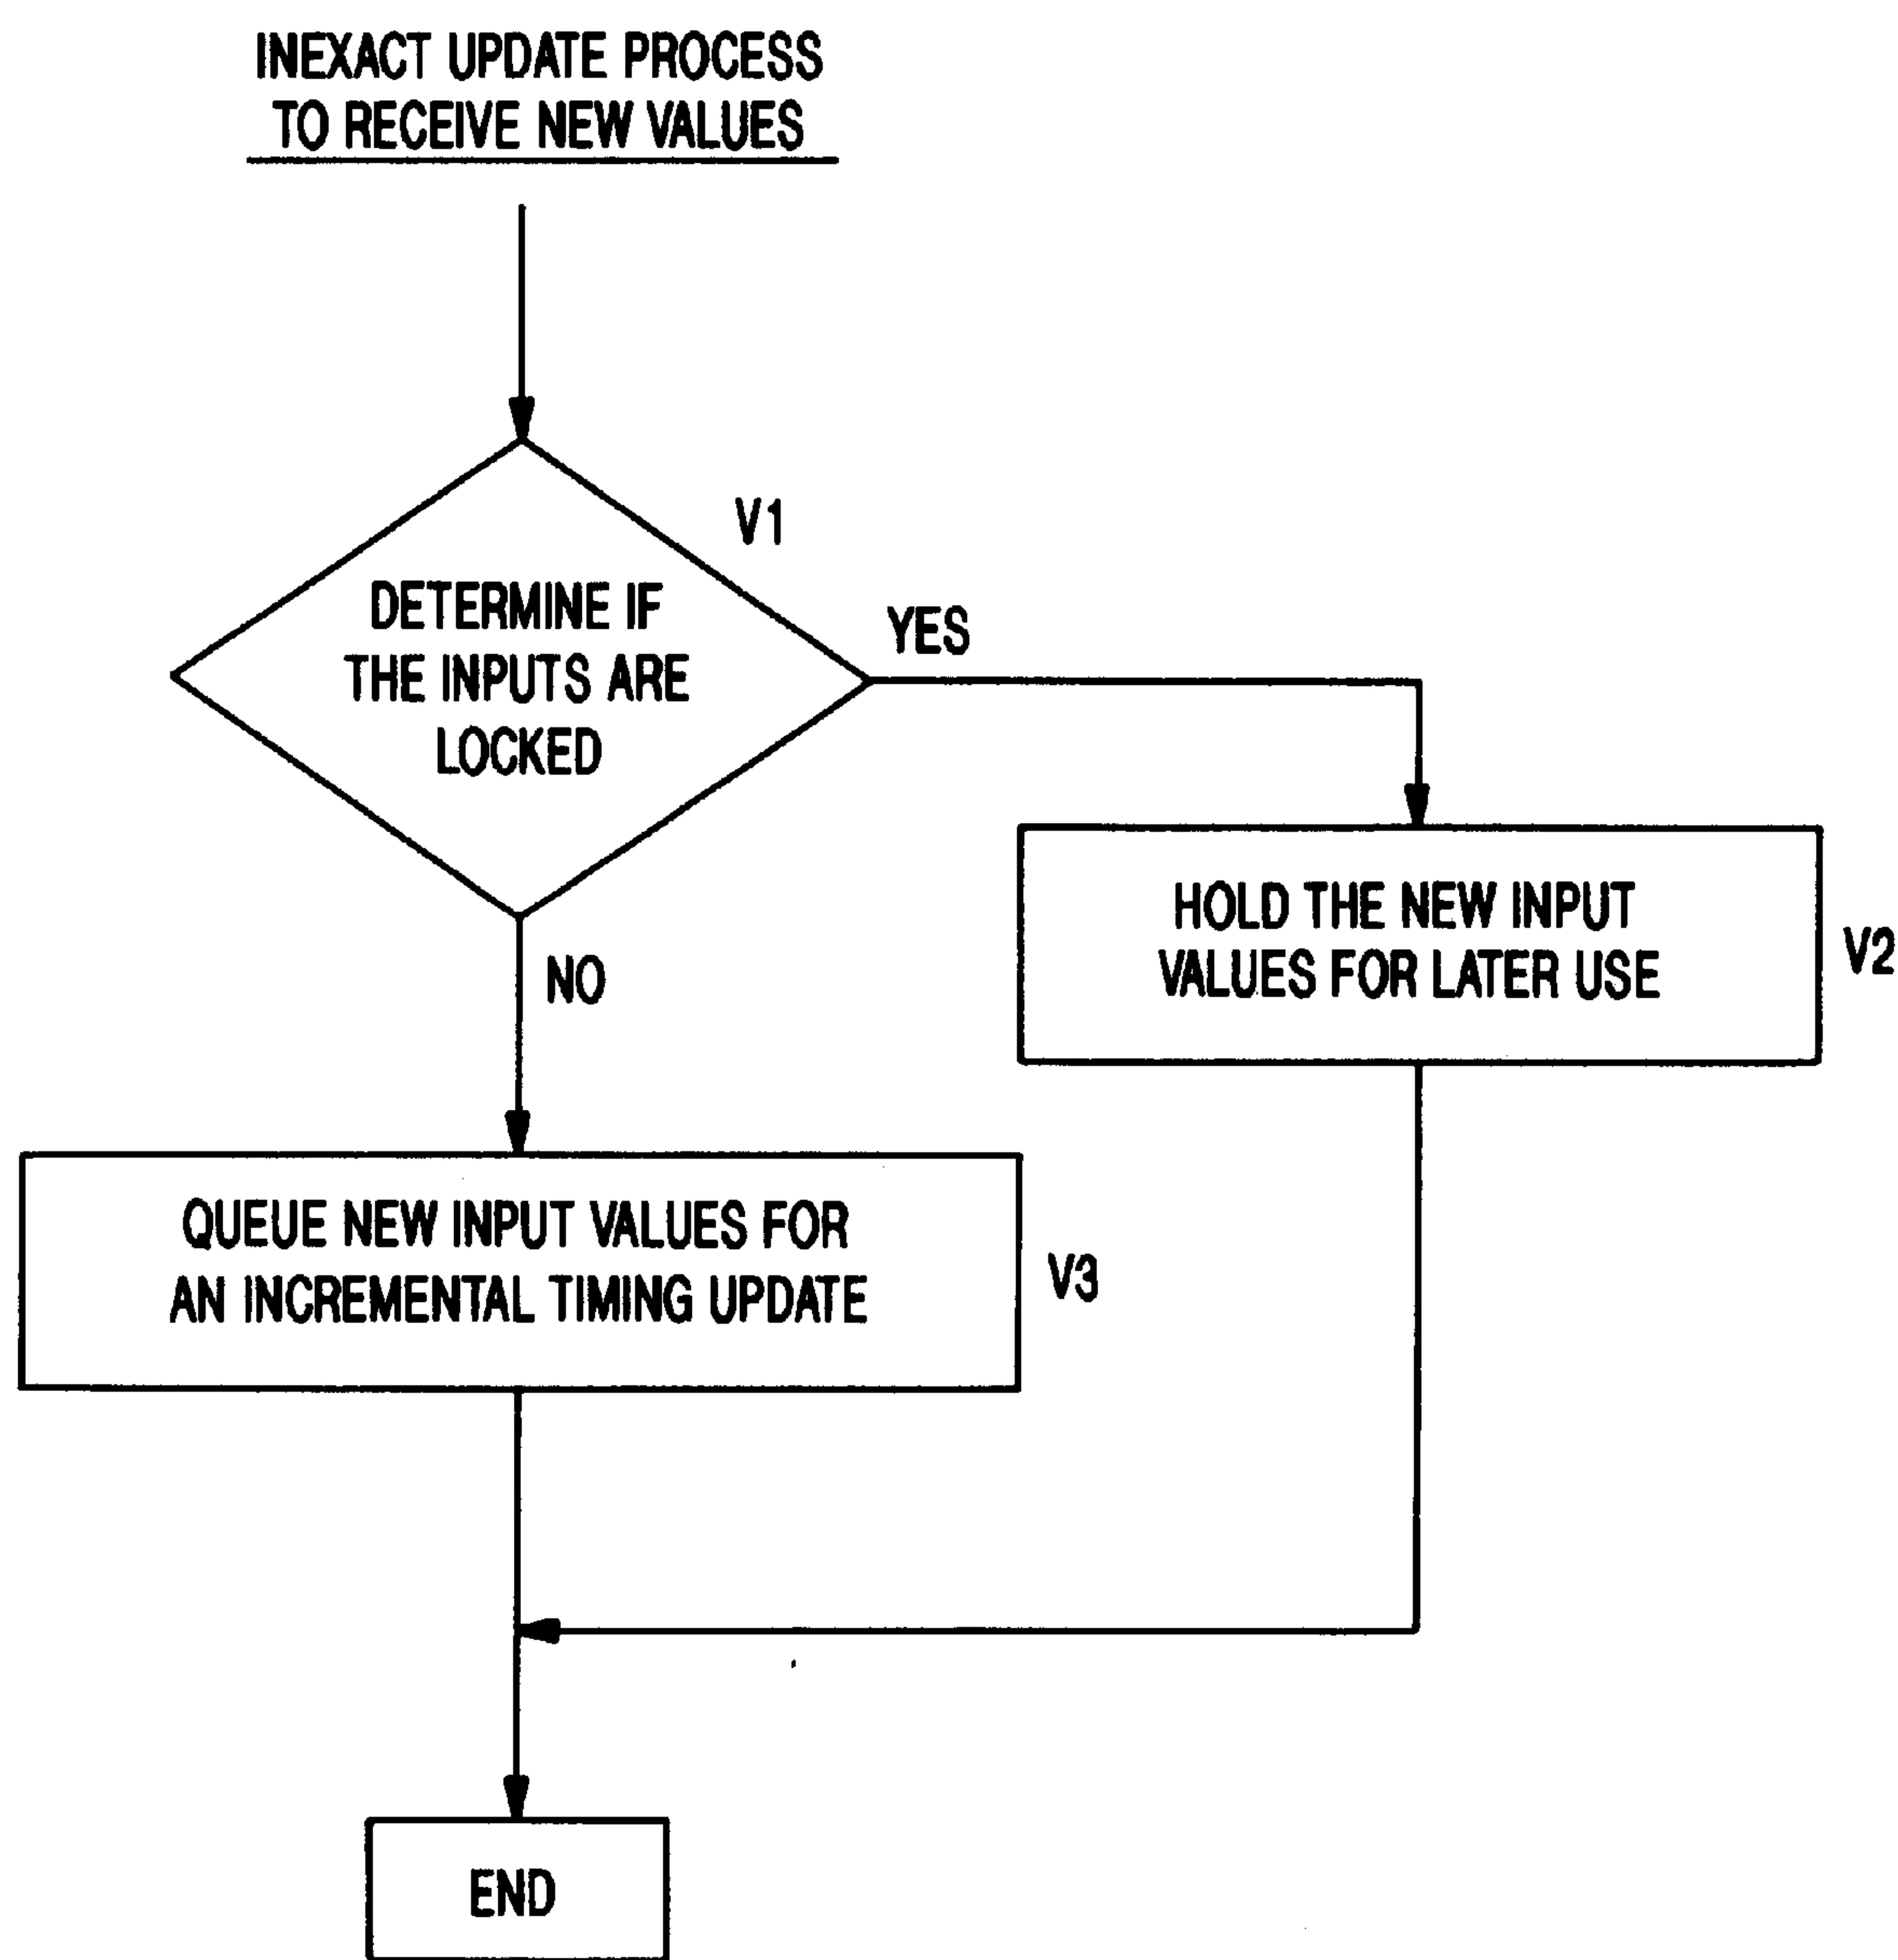 INEXACT UPDATE PROCESS
TO RECEIVE NEW VALUES
V1
DETERMINE IF
THE INPUTS ARE
LOCKED
YES
HOLD THE NEW INPUT
VALUES FOR LATER USE
V2
NO
QUEUE NEW INPUT VALUES FOR
AN INCREMENTAL TIMING UPDATE
V3
END